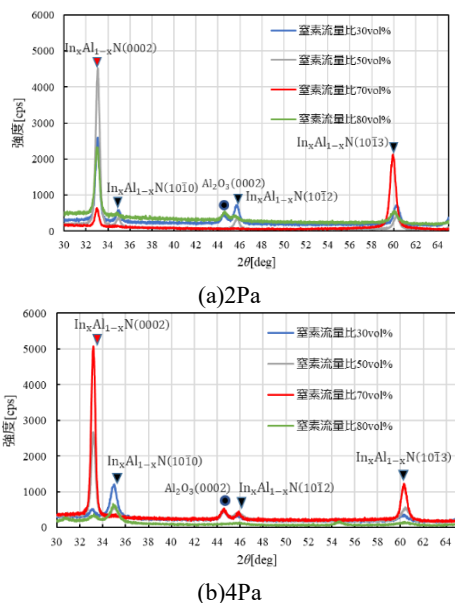 6000
5000
4000
3000
2000
1000
0
強度[cps]
InₓAl₁₋ₓN(0002)
InₓAl₁₋ₓN(101̄0)
Al₂O₃(0002)
InₓAl₁₋ₓN(101̄2)
InₓAl₁₋ₓN(101̄3)
窒素流量比30vol%
窒素流量比50vol%
窒素流量比70vol%
窒素流量比80vol%
30 32 34 36 38 40 42 44 46 48 50 52 54 56 58 60 62 64
2θ[deg]
(a)2Pa
6000
5000
4000
3000
2000
1000
0
強度[cps]
InₓAl₁₋ₓN(0002)
InₓAl₁₋ₓN(101̄0)
Al₂O₃(0002)
InₓAl₁₋ₓN(101̄2)
InₓAl₁₋ₓN(101̄3)
窒素流量比30vol%
窒素流量比50vol%
窒素流量比70vol%
窒素流量比80vol%
30 32 34 36 38 40 42 44 46 48 50 52 54 56 58 60 62 64
2θ[deg]
(b)4Pa